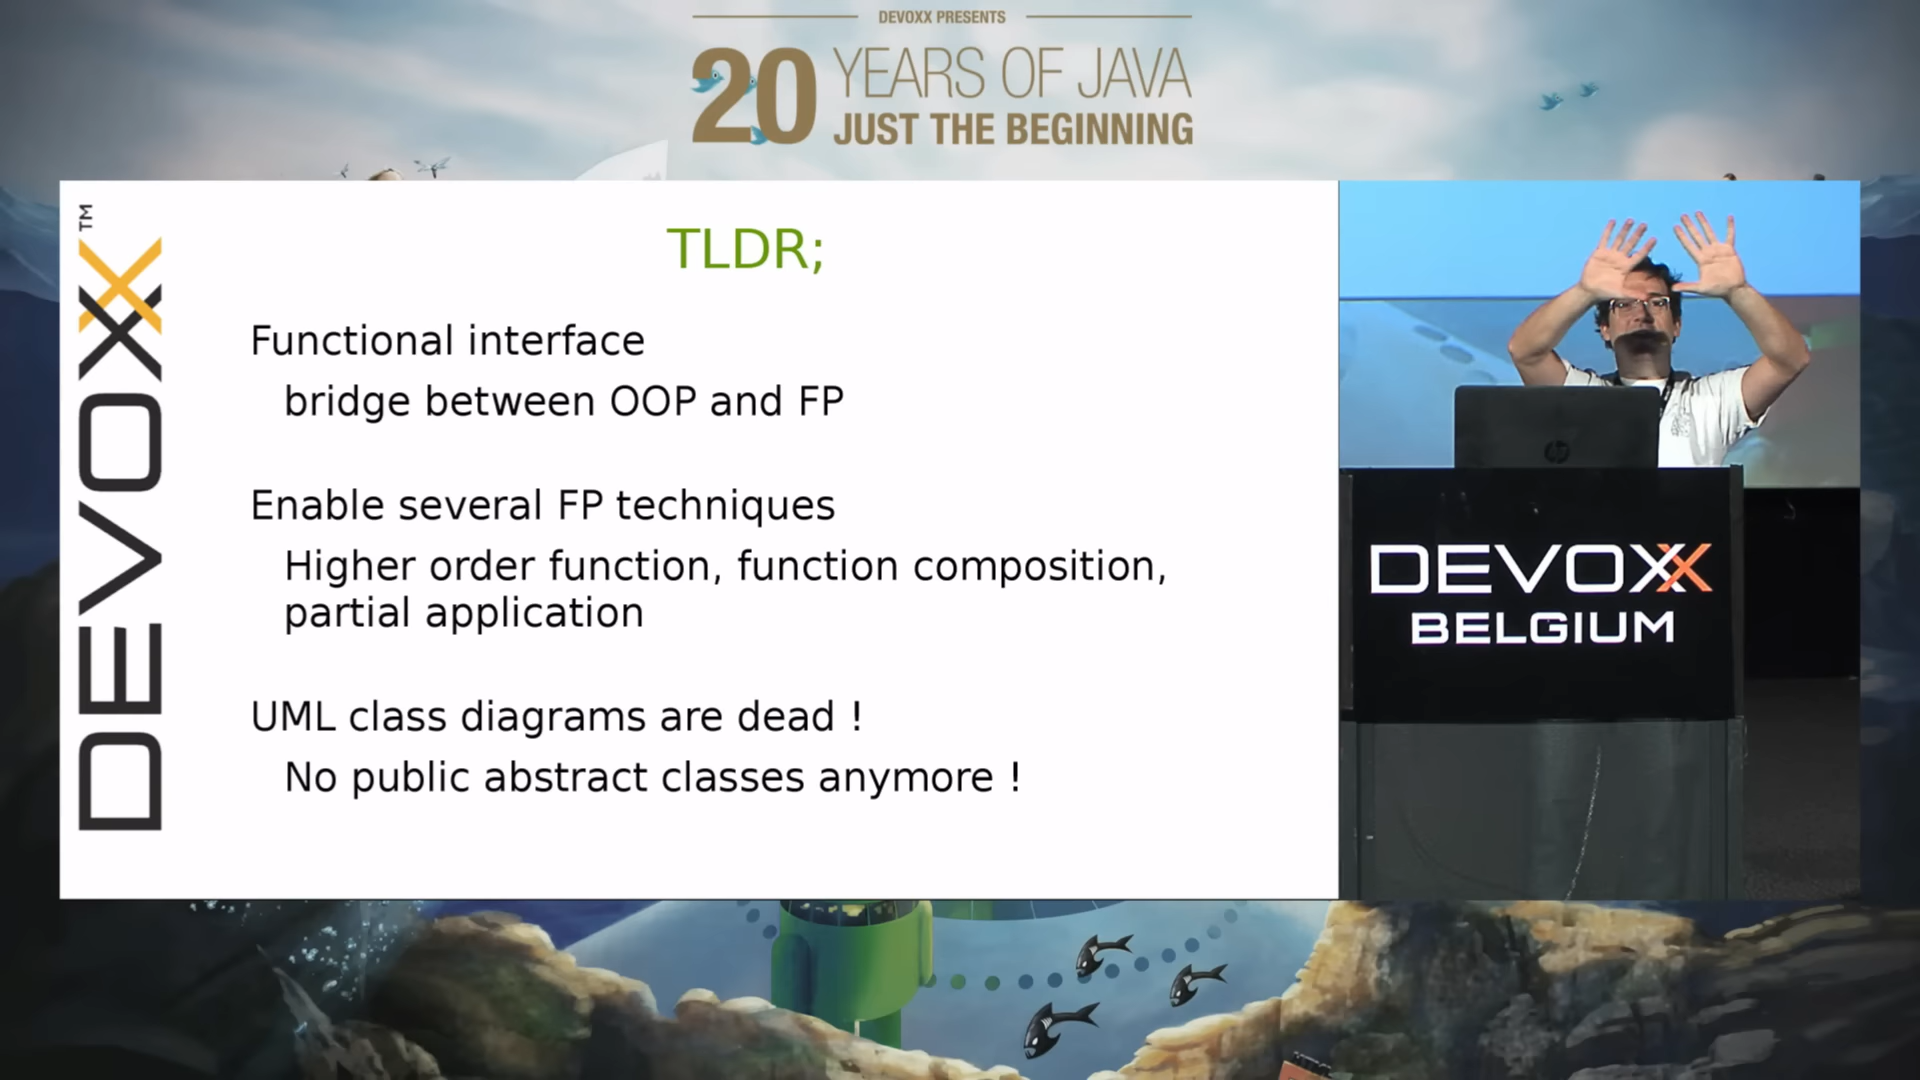 DEVOXX PRESENTS
20 YEARS OF JAVA
JUST THE BEGINNING
DEVOXX™
TLDR;
Functional interface
bridge between OOP and FP
Enable several FP techniques
Higher order function, function composition,
partial application
UML class diagrams are dead !
No public abstract classes anymore !
hp
DEVOXX
BELGIUM